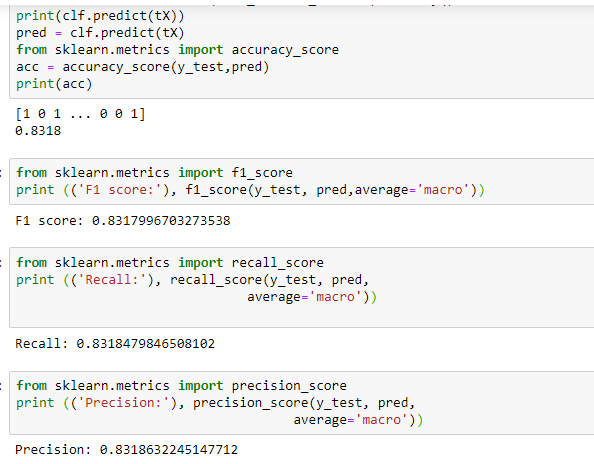 print(clf.predict(tX))
pred = clf.predict(tX)
from sklearn.metrics import accuracy_score
acc = accuracy_score(y_test,pred)
print(acc)
[1 0 1 ... 0 0 1]
0.8318
from sklearn.metrics import f1_score
print (('F1 score:'), f1_score(y_test, pred,average='macro'))
F1 score: 0.8317996703273538
from sklearn.metrics import recall_score
print (('Recall:'), recall_score(y_test, pred,
average='macro'))
Recall: 0.8318479846508102
from sklearn.metrics import precision_score
print (('Precision:'), precision_score(y_test, pred,
average='macro'))
Precision: 0.8318632245147712